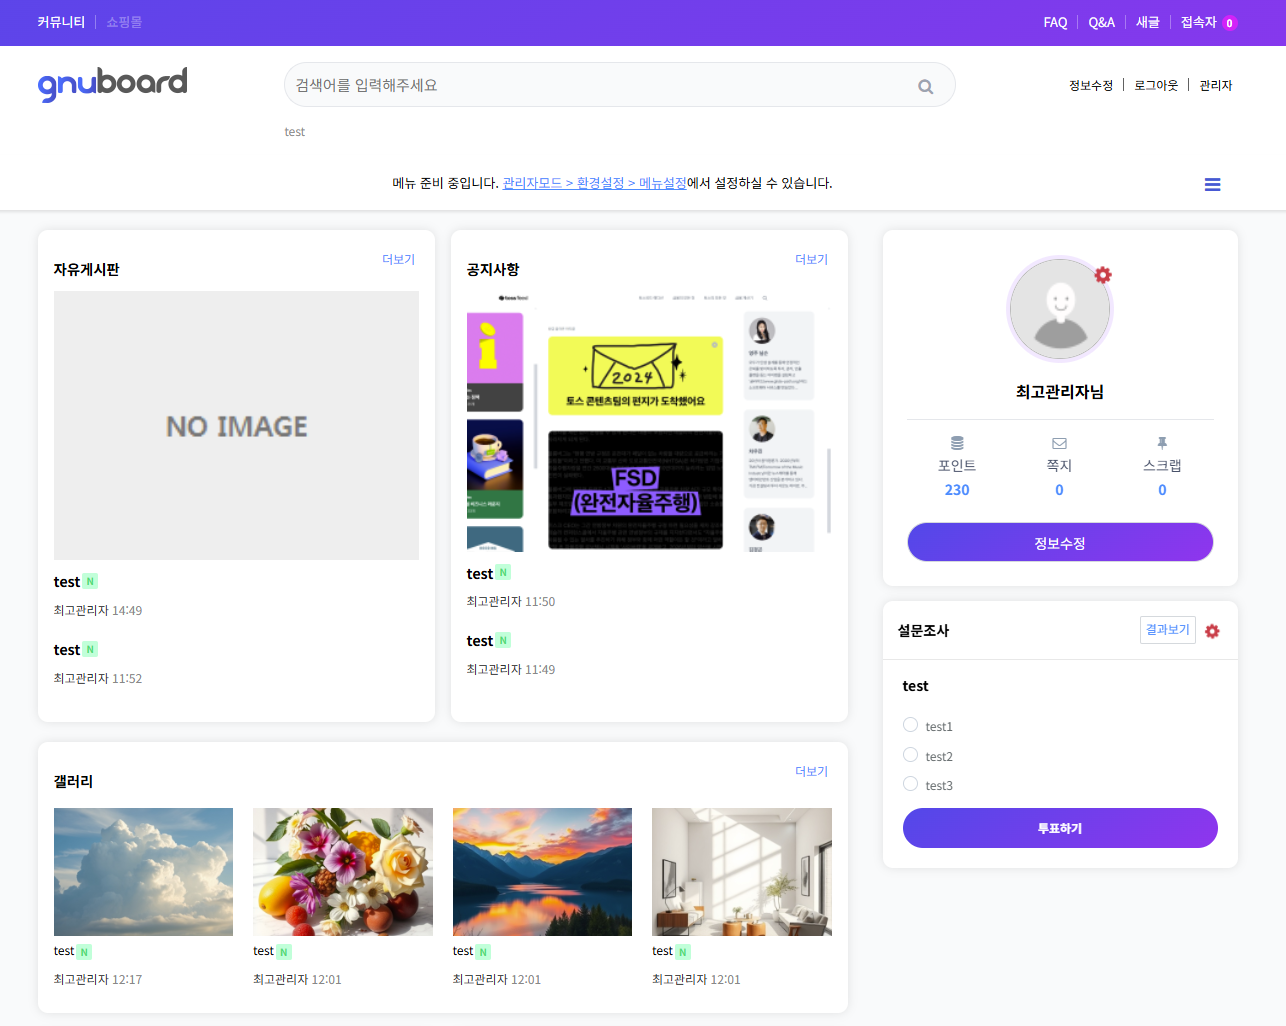 커뮤니티 쇼핑몰 FAQ Q&A 새글 접속자 0
gnuboard
검색어를 입력해주세요
정보수정 로그아웃 관리자
test
메뉴 준비 중입니다. 관리자모드 > 환경설정 > 메뉴설정에서 설정하실 수 있습니다.
자유게시판 더보기
NO IMAGE
test N
최고관리자 14:49
test N
최고관리자 11:52
공지사항 더보기
i
2024
토스 콘텐츠팀의 편지가 도착했어요
FSD
(완전자율주행)
test N
최고관리자 11:50
test N
최고관리자 11:49
갤러리 더보기
test N
최고관리자 12:17
test N
최고관리자 12:01
test N
최고관리자 12:01
test N
최고관리자 12:01
최고관리자님
포인트
230
쪽지
0
스크랩
0
정보수정
설문조사 결과보기
test
test1
test2
test3
투표하기